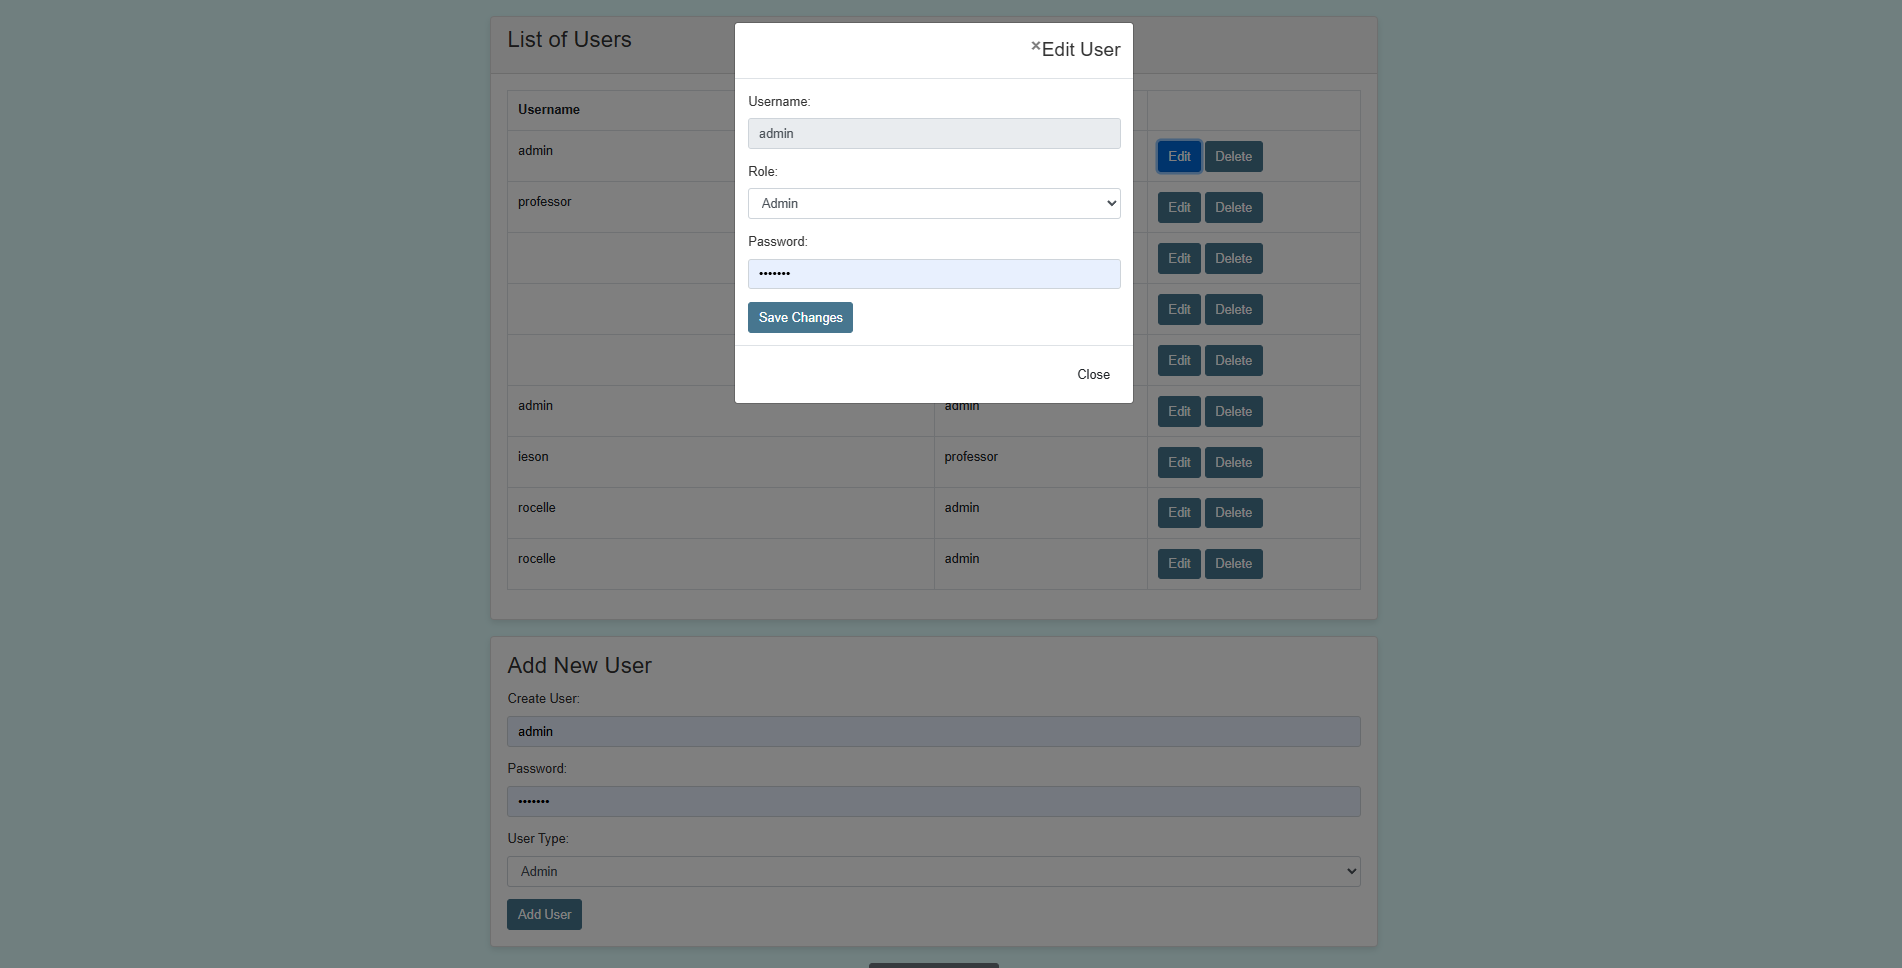 List of Users
×Edit User
Username:
admin
Role:
Admin
Password:
•••••••
Save Changes
Close
Username
admin Edit Delete
professor Edit Delete
Edit Delete
Edit Delete
Edit Delete
admin admin Edit Delete
ieson professor Edit Delete
rocelle admin Edit Delete
rocelle admin Edit Delete
Add New User
Create User:
admin
Password:
•••••••
User Type:
Admin
Add User